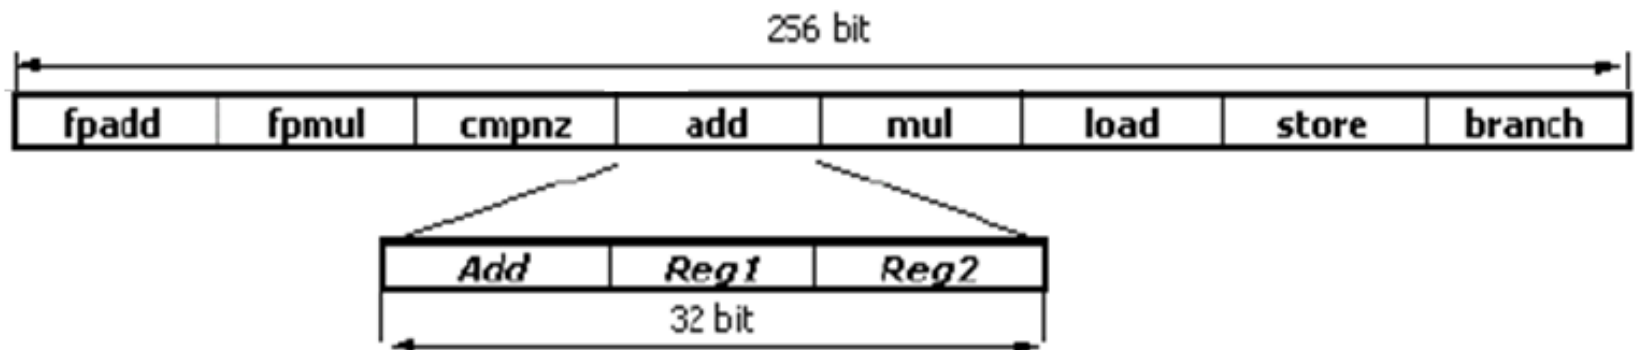 256 bit
fpadd fpmul cmpnz add mul load store branch
Add Reg1 Reg2
32 bit